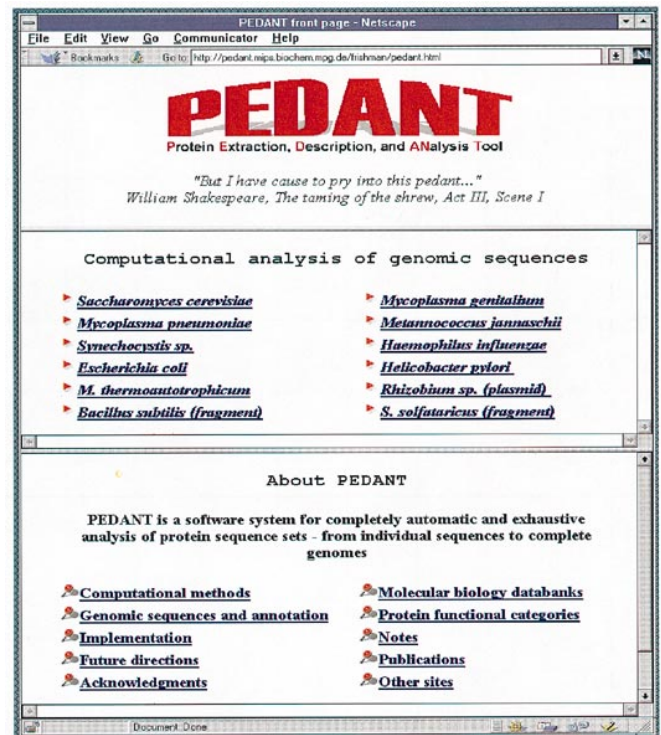 PEDANT front page - Netscape
File Edit View Go Communicator Help
Bookmarks Go to: http://pedant.mips.biochem.mpg.de/frishman/pedant.html
N
PEDANT
Protein Extraction, Description, and ANalysis Tool
"But I have cause to pry into this pedant..."
William Shakespeare, The taming of the shrew, Act III, Scene I
Computational analysis of genomic sequences
Saccharomyces cerevisiae
Mycoplasma genitalium
Mycoplasma pneumoniae
Metannococcus jannaschii
Synechocystis sp.
Haemophilus influenzae
Escherichia coli
Helicobacter pylori
M. thermoautotrophicum
Rhizobium sp. (plasmid)
Bacillus subtilis (fragment)
S. solfataricus (fragment)
About PEDANT
PEDANT is a software system for completely automatic and exhaustive
analysis of protein sequence sets - from individual sequences to complete
genomes
Computational methods
Molecular biology databanks
Genomic sequences and annotation
Protein functional categories
Implementation
Notes
Future directions
Publications
Acknowledgments
Other sites
Document: Done